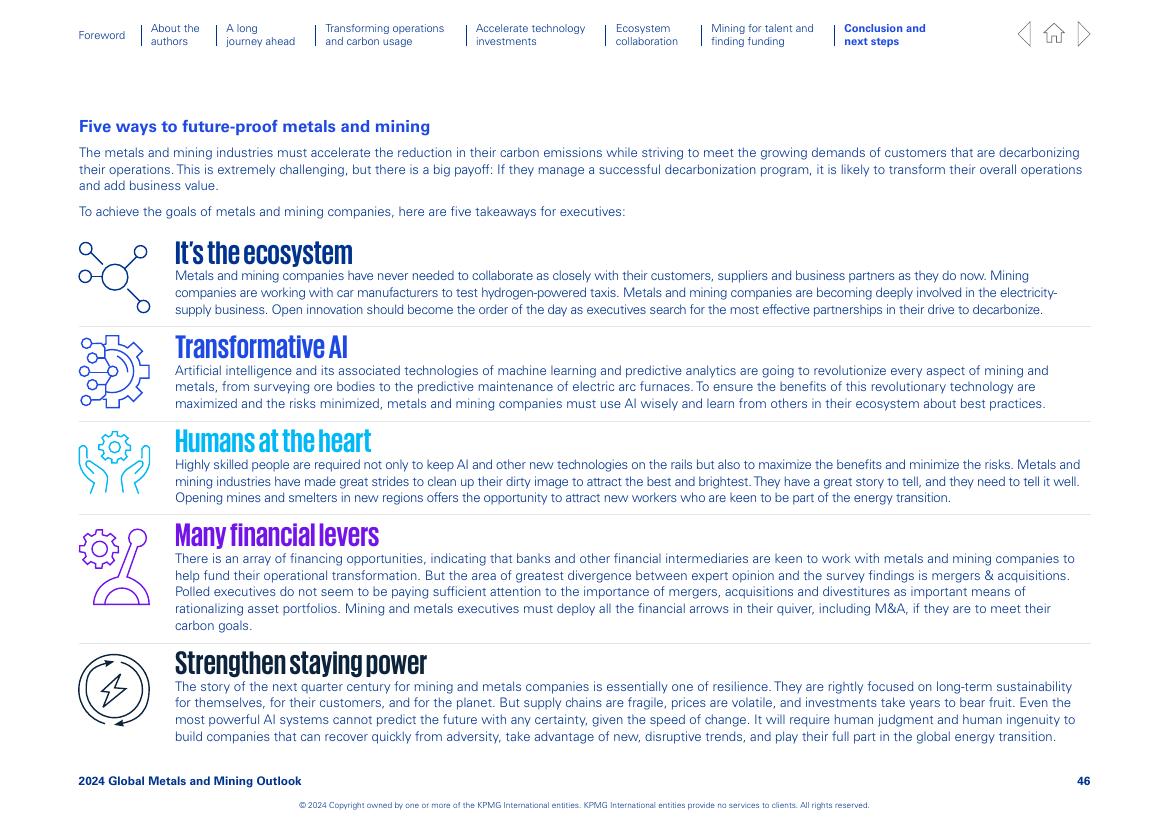 Foreword
About the
authors
A long
journey ahead
Transforming operations
and carbon usage
Accelerate technology
investments
Ecosystem
collaboration
Mining for talent and
finding funding
Conclusion and
next steps
Five ways to future-proof metals and mining
The metals and mining industries must accelerate the reduction in their carbon emissions while striving to meet the growing demands of customers that are decarbonizing
their operations. This is extremely challenging, but there is a big payoff: If they manage a successful decarbonization program, it is likely to transform their overall operations
and add business value.
To achieve the goals of metals and mining companies, here are five takeaways for executives:
It's the ecosystem
Metals and mining companies have never needed to collaborate as closely with their customers, suppliers and business partners as they do now. Mining
companies are working with car manufacturers to test hydrogen-powered taxis. Metals and mining companies are becoming deeply involved in the electricity-
supply business. Open innovation should become the order of the day as executives search for the most effective partnerships in their drive to decarbonize.
Transformative AI
Artificial intelligence and its associated technologies of machine learning and predictive analytics are going to revolutionize every aspect of mining and
metals, from surveying ore bodies to the predictive maintenance of electric arc furnaces. To ensure the benefits of this revolutionary technology are
maximized and the risks minimized, metals and mining companies must use AI wisely and learn from others in their ecosystem about best practices.
Humans at the heart
Highly skilled people are required not only to keep AI and other new technologies on the rails but also to maximize the benefits and minimize the risks. Metals and
mining industries have made great strides to clean up their dirty image to attract the best and brightest. They have a great story to tell, and they need to tell it well.
Opening mines and smelters in new regions offers the opportunity to attract new workers who are keen to be part of the energy transition.
Many financial levers
There is an array of financing opportunities, indicating that banks and other financial intermediaries are keen to work with metals and mining companies to
help fund their operational transformation. But the area of greatest divergence between expert opinion and the survey findings is mergers & acquisitions.
Polled executives do not seem to be paying sufficient attention to the importance of mergers, acquisitions and divestitures as important means of
rationalizing asset portfolios. Mining and metals executives must deploy all the financial arrows in their quiver, including M&A, if they are to meet their
carbon goals.
Strengthen staying power
The story of the next quarter century for mining and metals companies is essentially one of resilience. They are rightly focused on long-term sustainability
for themselves, for their customers, and for the planet. But supply chains are fragile, prices are volatile, and investments take years to bear fruit. Even the
most powerful AI systems cannot predict the future with any certainty, given the speed of change. It will require human judgment and human ingenuity to
build companies that can recover quickly from adversity, take advantage of new, disruptive trends, and play their full part in the global energy transition.
2024 Global Metals and Mining Outlook
46
© 2024 Copyright owned by one or more of the KPMG International entities. KPMG International entities provide no services to clients. All rights reserved.